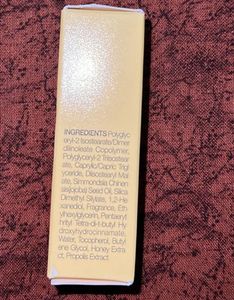 INGREDIENTS Polyglyc
eryl-2 Isostearate/Dimer
dilinoleate Copolymer,
Polyglyceryl-2 Triisostear
ate, Caprylic/Capric Trigl
yceride, Diisostearyl Mal
ate, Simmondsia Chinen
sis(jojoba) Seed Oil, Silica
Dimethyl Silylate, 1,2-He
xanediol, Fragrance, Eth
ylhexylglycerin, Pentaeryt
hrityl Tetra-di-t-butyl Hy
droxyhydrocinnamate,
Water, Tocopherol, Butyl
ene Glycol, Honey Extra
ct, Propolis Extract